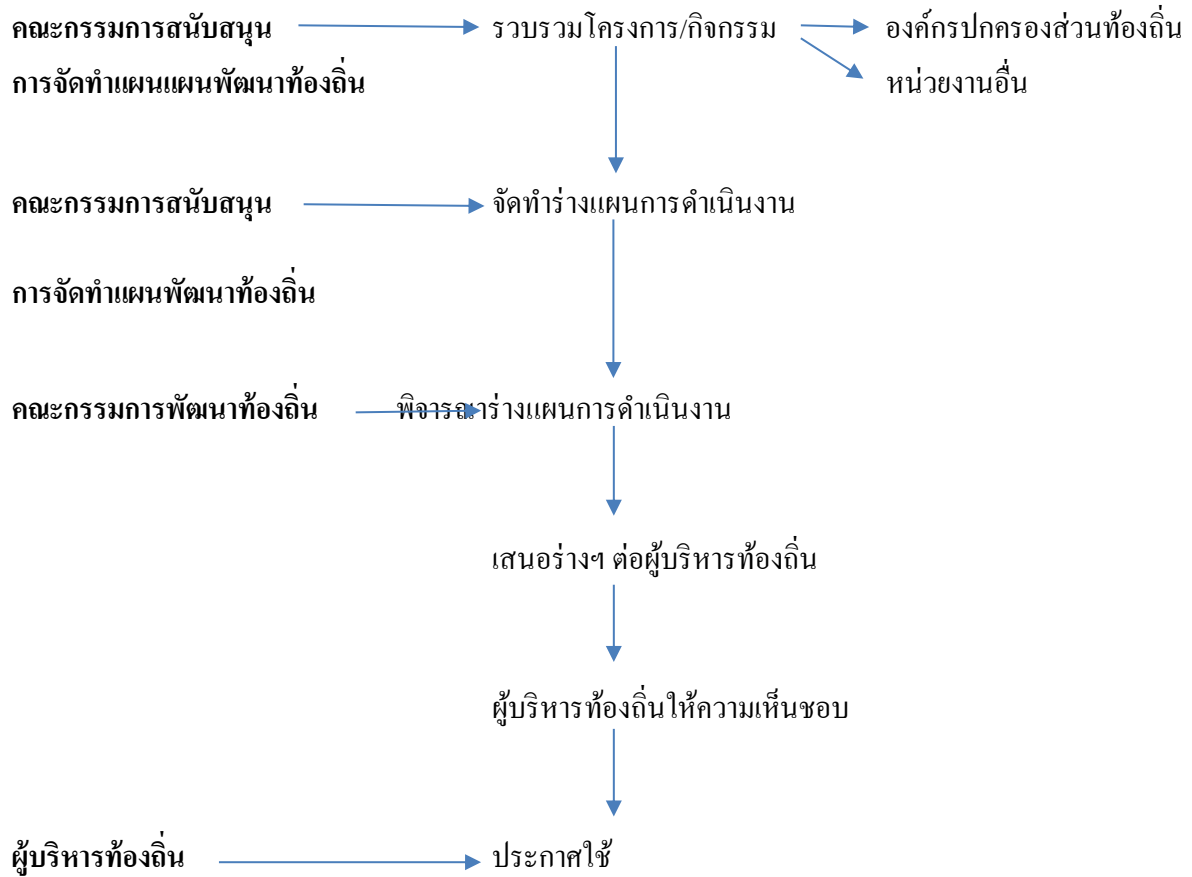 คณะกรรมการสนับสนุน รวบรวมโครงการ/กิจกรรม องค์กรปกครองส่วนท้องถิ่น
การจัดทำแผนแผนพัฒนาท้องถิ่น หน่วยงานอื่น
คณะกรรมการสนับสนุน จัดทำร่างแผนการดำเนินงาน
การจัดทำแผนพัฒนาท้องถิ่น
คณะกรรมการพัฒนาท้องถิ่น พิจารณาร่างแผนการดำเนินงาน
เสนอร่างฯ ต่อผู้บริหารท้องถิ่น
ผู้บริหารท้องถิ่นให้ความเห็นชอบ
ผู้บริหารท้องถิ่น ประกาศใช้